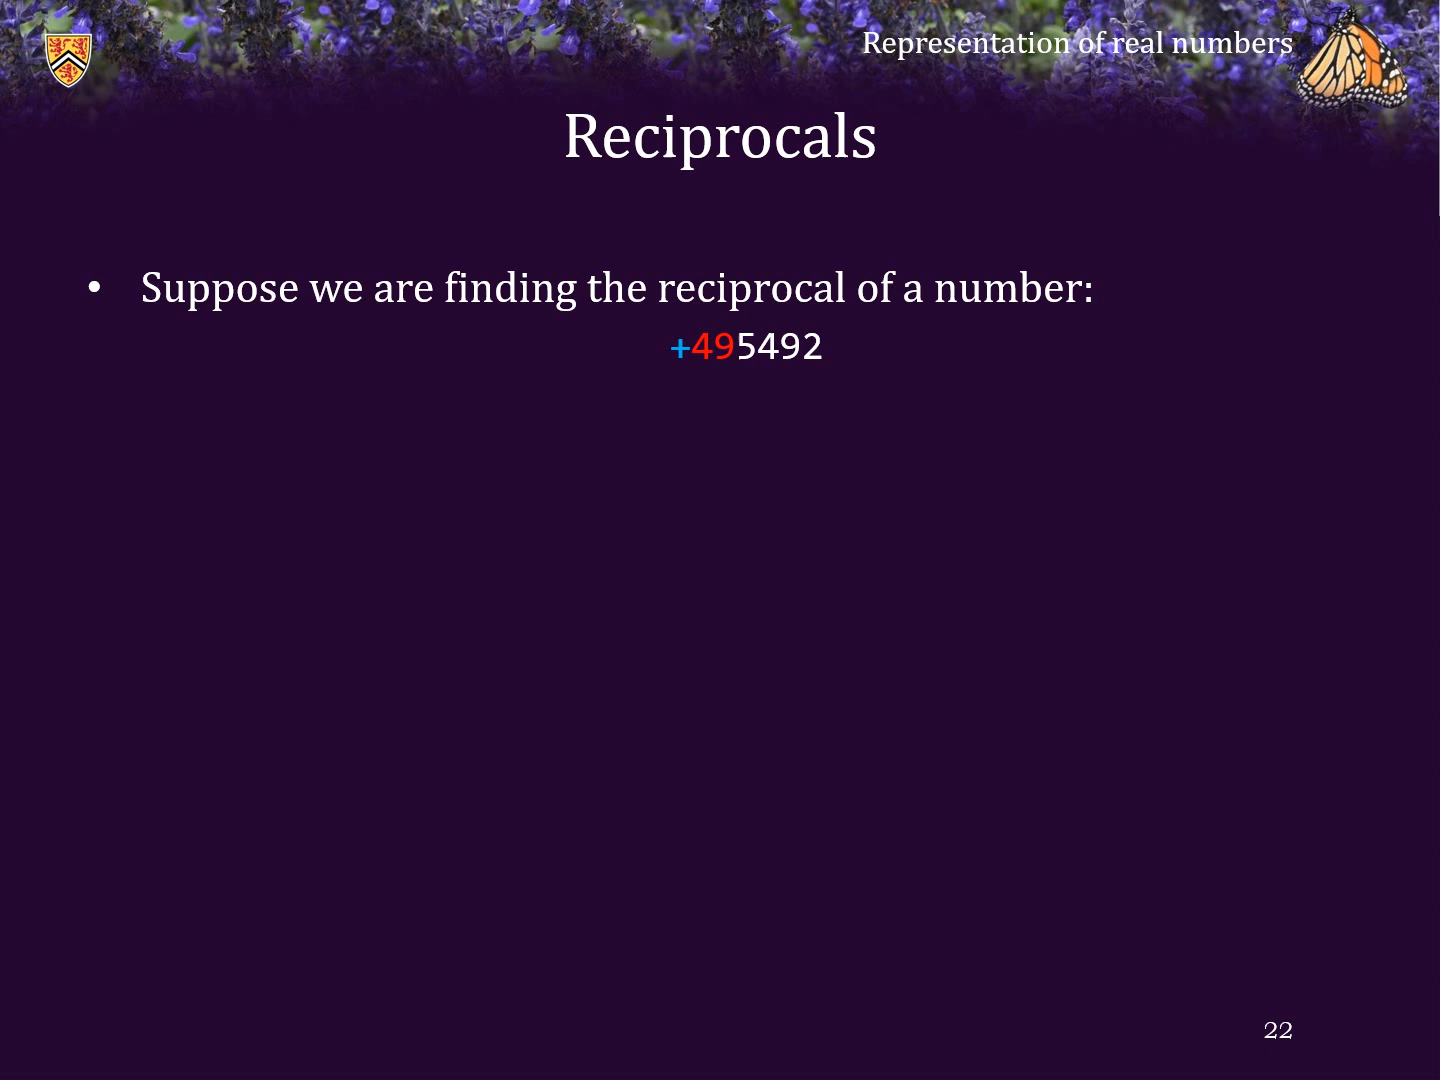 Representation of real numbers
Reciprocals
• Suppose we are finding the reciprocal of a number:
+495492
22